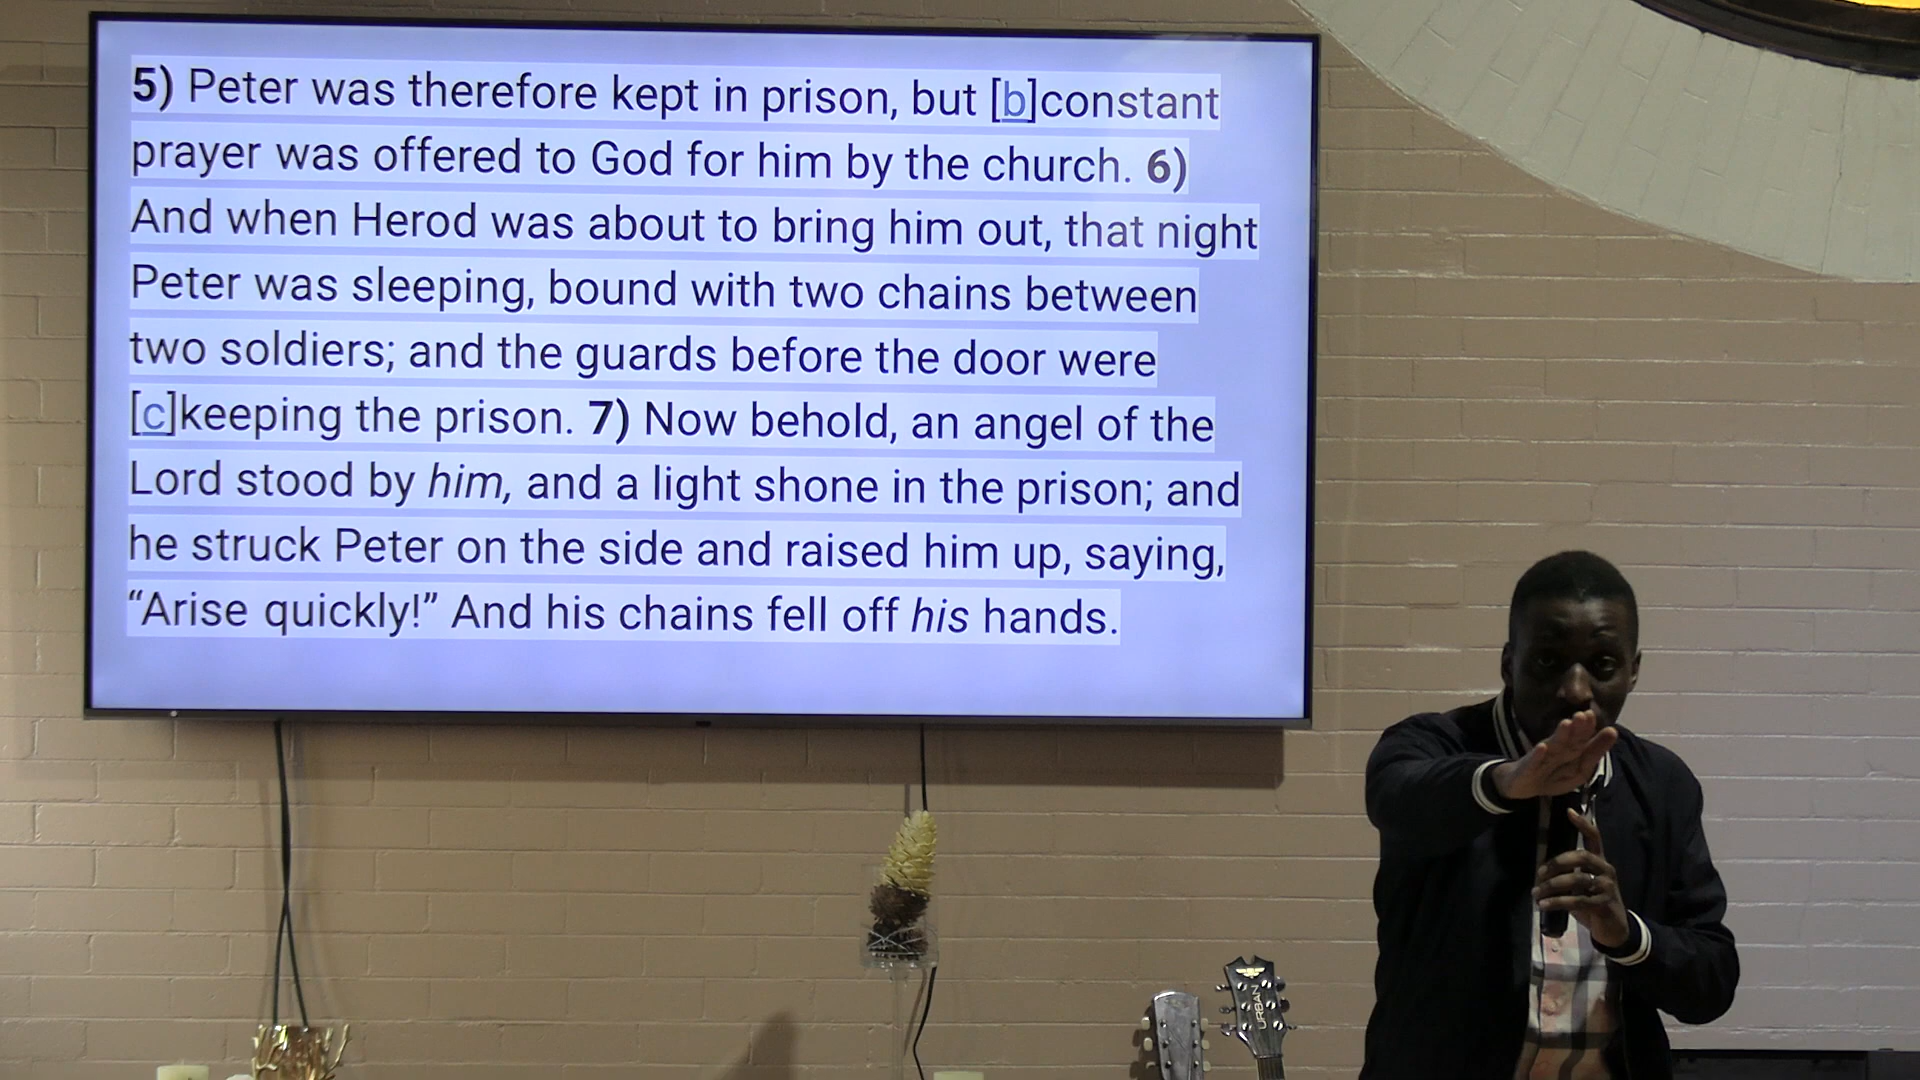 5) Peter was therefore kept in prison, but [b]constant
prayer was offered to God for him by the church. 6)
And when Herod was about to bring him out, that night
Peter was sleeping, bound with two chains between
two soldiers; and the guards before the door were
[c]keeping the prison. 7) Now behold, an angel of the
Lord stood by him, and a light shone in the prison; and
he struck Peter on the side and raised him up, saying,
“Arise quickly!” And his chains fell off his hands.
URBAN